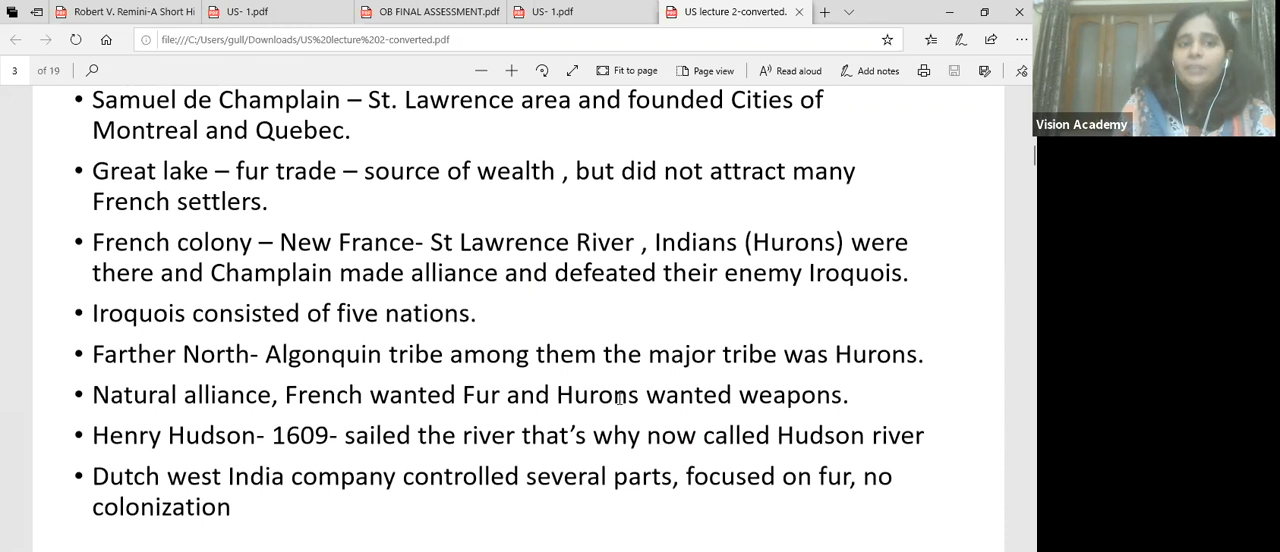 Robert V. Remini-A Short Hi
US- 1.pdf
OB FINAL ASSESSMENT.pdf
US- 1.pdf
US lecture 2-converted.
file:///C:/Users/gull/Downloads/US%20lecture%202-converted.pdf
3 of 19
Fit to page
Page view
Read aloud
Add notes
• Samuel de Champlain – St. Lawrence area and founded Cities of
Montreal and Quebec.
• Great lake – fur trade – source of wealth , but did not attract many
French settlers.
• French colony – New France- St Lawrence River , Indians (Hurons) were
there and Champlain made alliance and defeated their enemy Iroquois.
• Iroquois consisted of five nations.
• Farther North- Algonquin tribe among them the major tribe was Hurons.
• Natural alliance, French wanted Fur and Hurons wanted weapons.
• Henry Hudson- 1609- sailed the river that’s why now called Hudson river
• Dutch west India company controlled several parts, focused on fur, no
colonization
Vision Academy